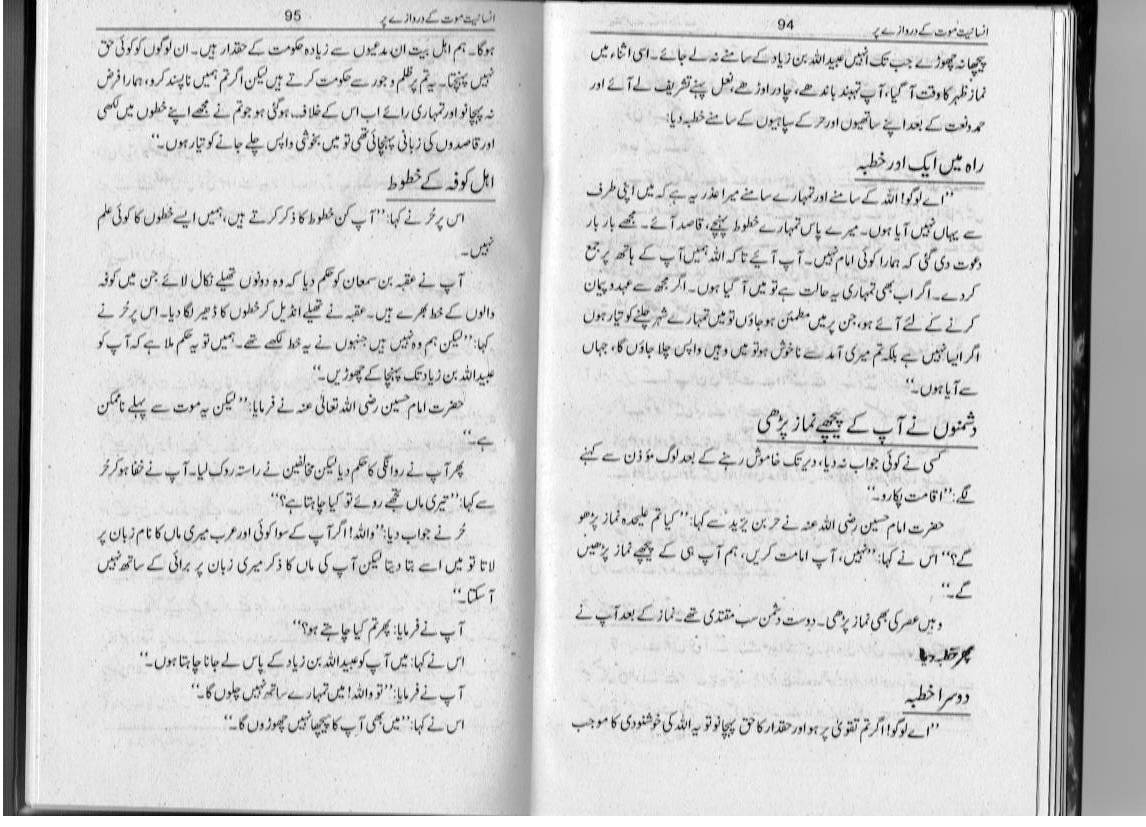 انسانیت موت کے دروازے پر 94
پیچھا نہ چھوڑے جب تک انہیں عبید اللہ بن زیاد کے سامنے نہ لے جائے۔ اسی اثناء میں
نماز ظہر کا وقت آ گیا، آپ تہبند باندھے، چادر اوڑھے، نعل پہنے تشریف لے آئے اور
حمد و نعت کے بعد اپنے ساتھیوں اور حر کے سپاہیوں کے سامنے خطبہ دیا:
راہ میں ایک اور خطبہ
"اے لوگو! اللہ کے سامنے اور تمہارے سامنے میرا عذر یہ ہے کہ میں اپنی طرف
سے یہاں نہیں آیا ہوں۔ میرے پاس تمہارے خطوط پہنچے، قاصد آئے۔ مجھے بار بار
دعوت دی گئی کہ ہمارا کوئی امام نہیں۔ آپ آئیے تاکہ اللہ ہمیں آپ کے ہاتھ پر جمع
کر دے۔ اگر اب بھی تمہاری یہ حالت ہے تو میں آ گیا ہوں۔ اگر مجھ سے عہد و پیمان
کرنے کے لئے آئے ہو، جن پر میں مطمئن ہو جاؤں تو میں تمہارے شہر چلنے کو تیار ہوں
اگر ایسا نہیں ہے بلکہ تم میری آمد سے ناخوش ہو تو میں وہیں واپس چلا جاؤں گا، جہاں
سے آیا ہوں۔"
دشمنوں نے آپ کے پیچھے نماز پڑھی
کسی نے کوئی جواب نہ دیا، دیر تک خاموش رہنے کے بعد لوگ مؤذن سے کہنے
لگے: "اقامت پکارو۔"
حضرت امام حسین رضی اللہ عنہ نے حر بن یزید سے کہا: "کیا تم علیحدہ نماز پڑھو
گے؟" اس نے کہا: "نہیں، آپ امامت کریں، ہم آپ ہی کے پیچھے نماز پڑھیں
گے۔"
وہیں عصر کی بھی نماز پڑھی۔ دوست دشمن سب مقتدی تھے۔ نماز کے بعد آپ نے
پھر خطبہ دیا۔
دوسرا خطبہ
"اے لوگو! اگر تم تقویٰ پر ہو اور حقدار کا حق پہچانو تو یہ اللہ کی خوشنودی کا موجب
انسانیت موت کے دروازے پر 95
ہوگا۔ ہم اہل بیت ان مدعیوں سے زیادہ حکومت کے حقدار ہیں۔ ان لوگوں کو کوئی حق
نہیں پہنچتا۔ یہ تم پر ظلم و جور سے حکومت کرتے ہیں لیکن اگر تم ہمیں ناپسند کرو، ہمارا فرض
نہ پہچانو اور تمہاری رائے اب اس کے خلاف ہوگئی ہو جو تم نے مجھے اپنے خطوں میں لکھی
اور قاصدوں کی زبانی پہنچائی تھی تو میں بخوشی واپس چلے جانے کو تیار ہوں۔"
اہل کوفہ کے خطوط
اس پر حُر نے کہا: "آپ کن خطوط کا ذکر کرتے ہیں، ہمیں ایسے خطوں کا کوئی علم
نہیں۔
آپ نے عقبہ بن سمعان کو حکم دیا کہ وہ دونوں تھیلے نکال لائے جن میں کوفہ
والوں کے خط بھرے ہیں۔ عقبہ نے تھیلے انڈیل کر خطوں کا ڈھیر لگا دیا۔ اس پر حُر نے
کہا: "لیکن ہم وہ نہیں ہیں جنہوں نے یہ خط لکھے تھے۔ ہمیں تو یہ حکم ملا ہے کہ آپ کو
عبید اللہ بن زیاد تک پہنچا کے چھوڑیں۔"
حضرت امام حسین رضی اللہ تعالیٰ عنہ نے فرمایا: "لیکن یہ موت سے پہلے ناممکن
ہے۔"
پھر آپ نے روانگی کا حکم دیا لیکن مخالفین نے راستہ روک لیا۔ آپ نے خفا ہو کر حُر
سے کہا: "تیری ماں تجھے روئے تو کیا چاہتا ہے؟"
حُر نے جواب دیا: "واللہ! اگر آپ کے سوا کوئی اور عرب میری ماں کا نام زبان پر
لاتا تو میں اسے بتا دیتا لیکن آپ کی ماں کا ذکر میری زبان پر برائی کے ساتھ نہیں
آ سکتا۔"
آپ نے فرمایا: پھر تم کیا چاہتے ہو؟"
اس نے کہا: میں آپ کو عبید اللہ بن زیاد کے پاس لے جانا چاہتا ہوں۔"
آپ نے فرمایا: "تو واللہ! میں تمہارے ساتھ نہیں چلوں گا۔"
اس نے کہا: "میں بھی آپ کا پیچھا نہیں چھوڑوں گا۔"